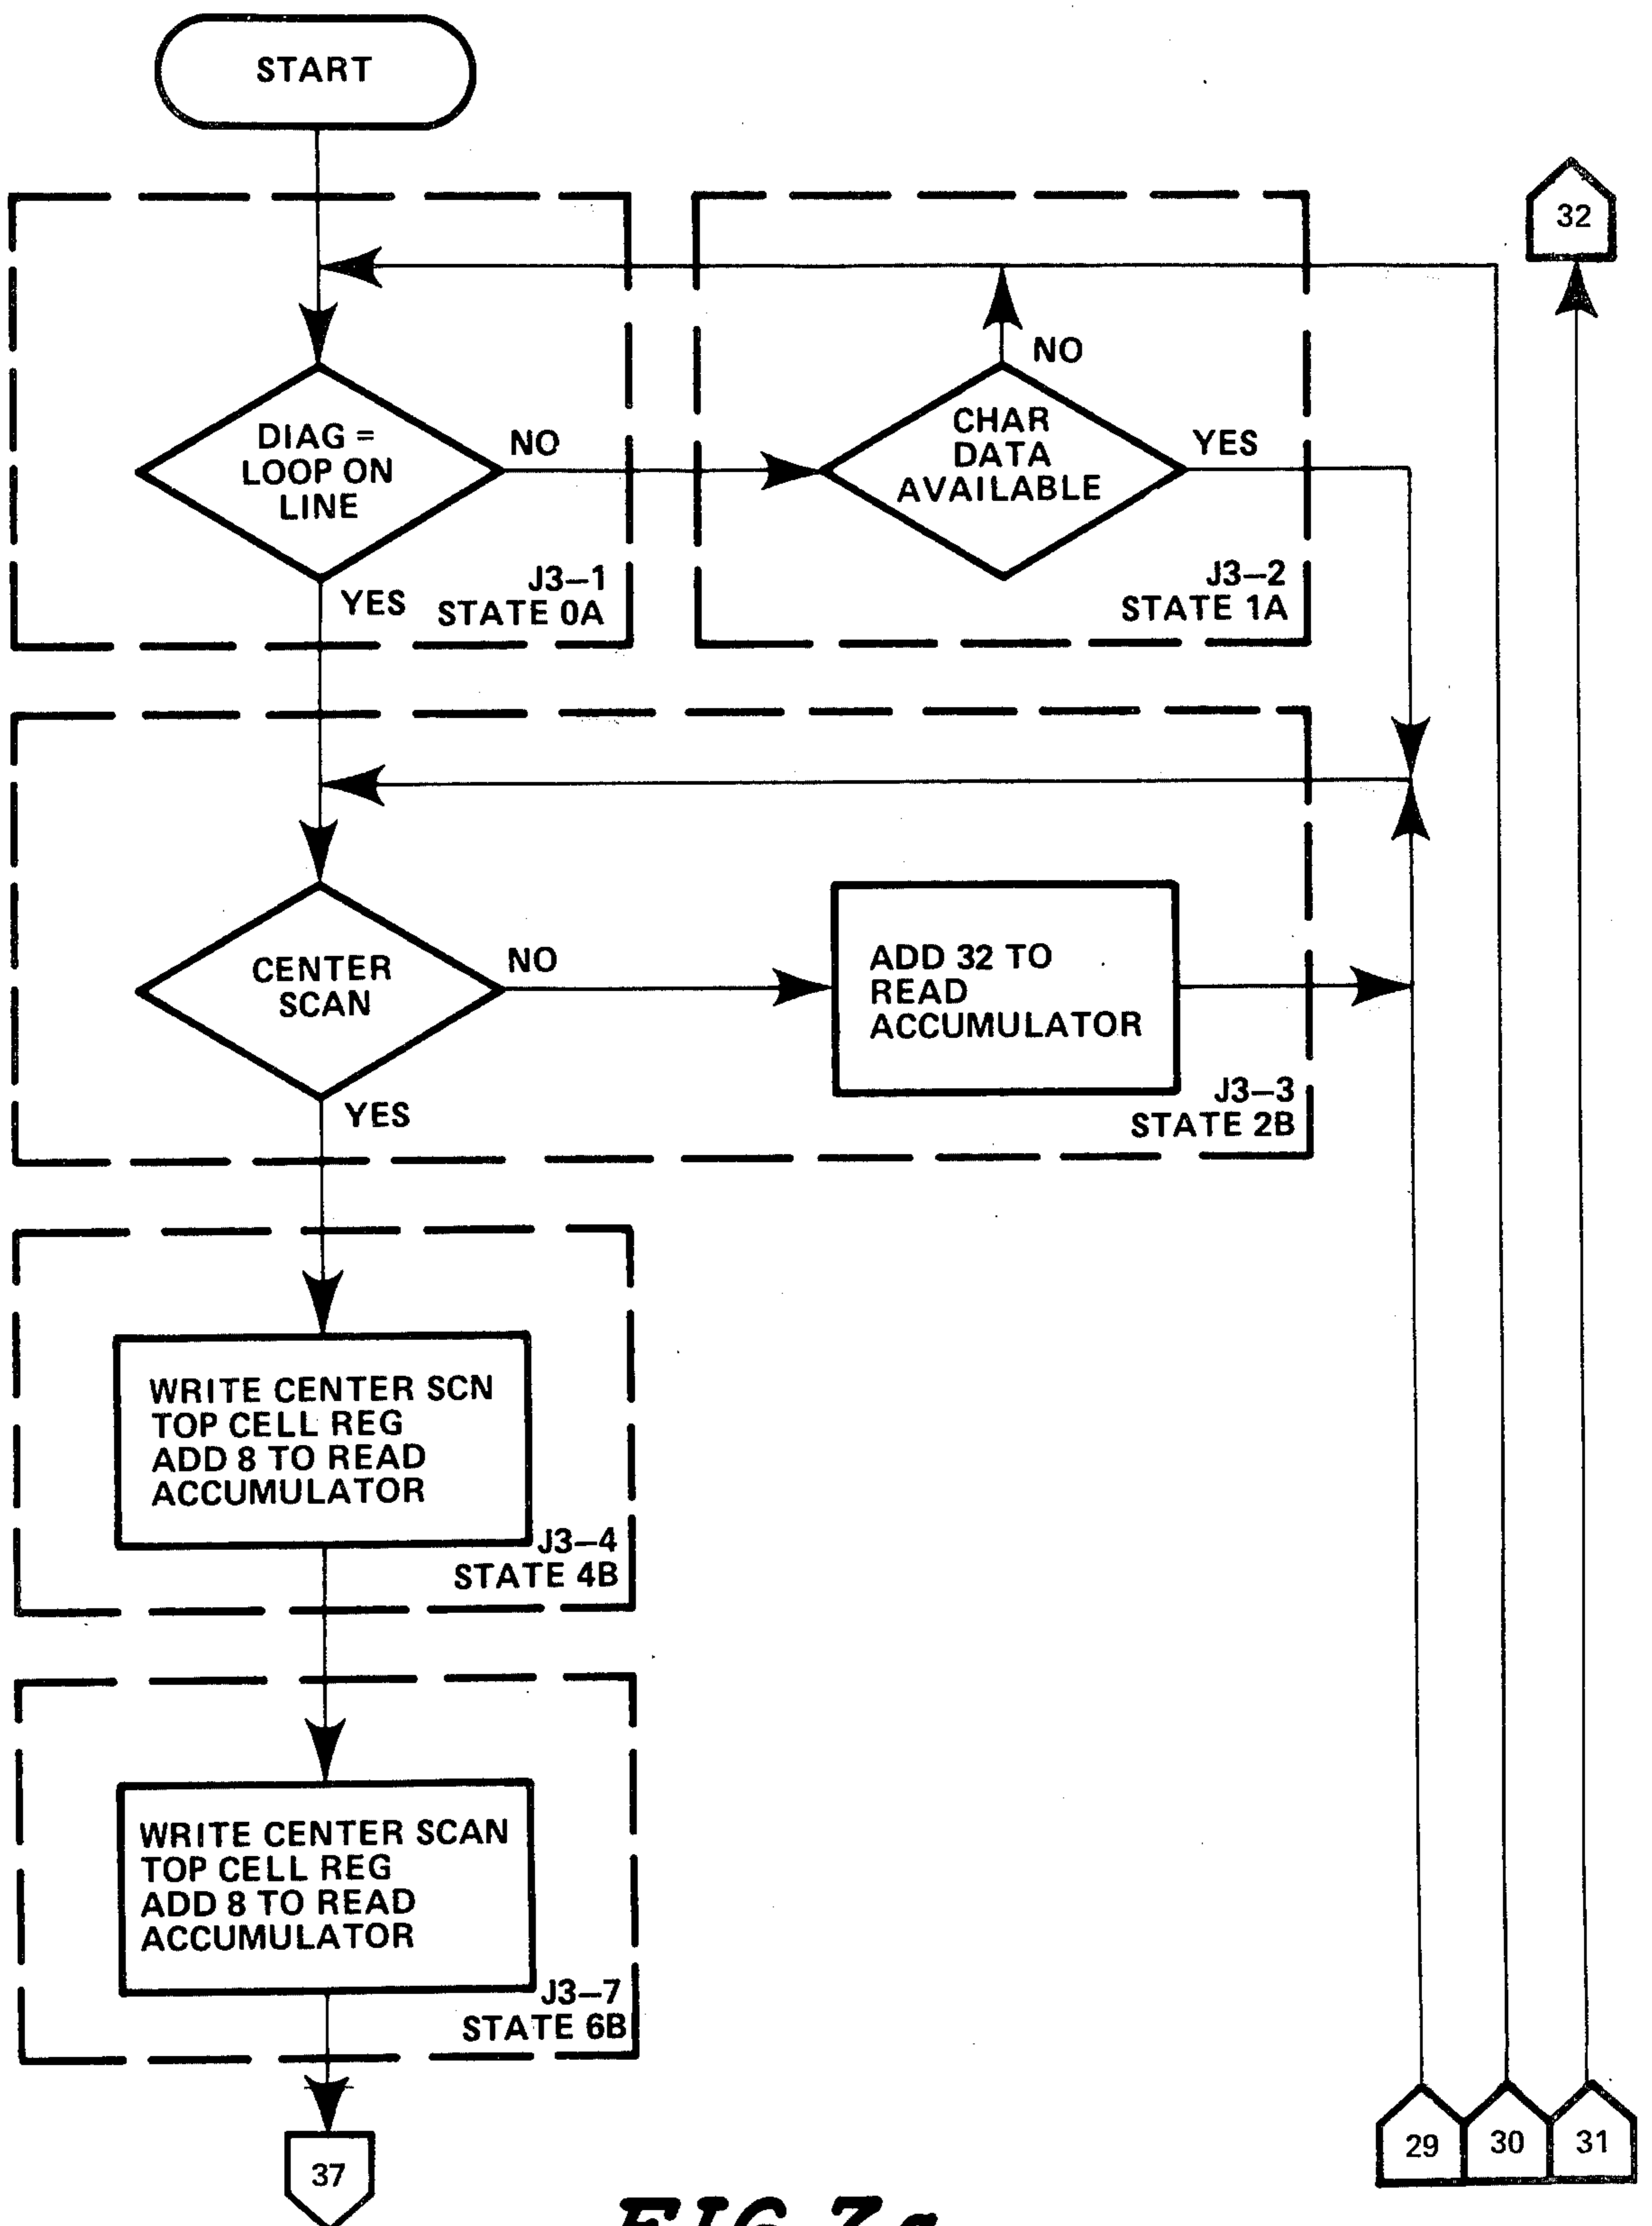 START
32
DIAG =
LOOP ON
LINE
NO
YES
J3–1
STATE 0A
NO
CHAR
DATA
AVAILABLE
YES
J3–2
STATE 1A
CENTER
SCAN
NO
YES
ADD 32 TO
READ
ACCUMULATOR
J3–3
STATE 2B
WRITE CENTER SCN
TOP CELL REG
ADD 8 TO READ
ACCUMULATOR
J3–4
STATE 4B
WRITE CENTER SCAN
TOP CELL REG
ADD 8 TO READ
ACCUMULATOR
J3–7
STATE 6B
37
29
30
31